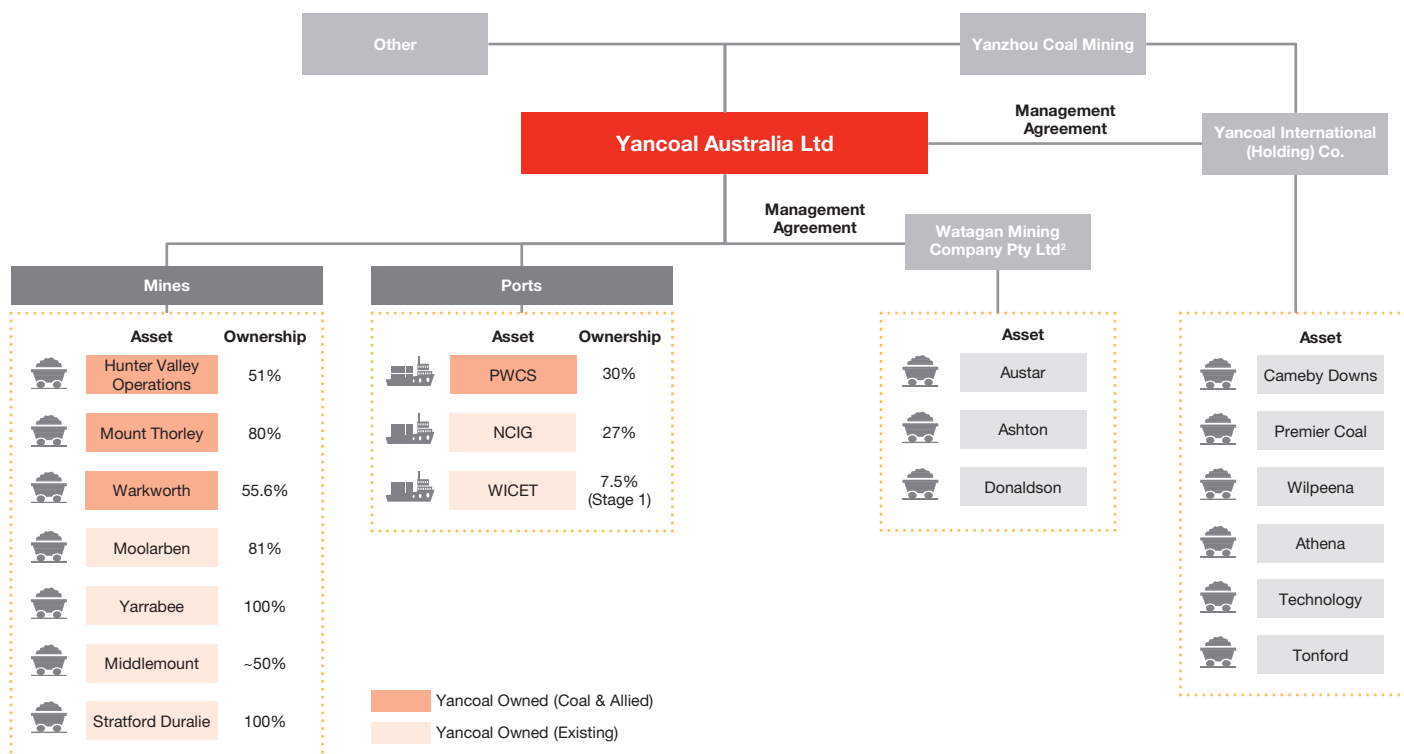 Other
Yanzhou Coal Mining
Yancoal Australia Ltd
Management
Agreement
Yancoal International
(Holding) Co.
Management
Agreement
Watagan Mining
Company Pty Ltd²
Mines
Asset Ownership
Hunter Valley
Operations
51%
Mount Thorley 80%
Warkworth 55.6%
Moolarben 81%
Yarrabee 100%
Middlemount ~50%
Stratford Duralie 100%
Ports
Asset Ownership
PWCS 30%
NCIG 27%
WICET
7.5%
(Stage 1)
Yancoal Owned (Coal & Allied)
Yancoal Owned (Existing)
Asset
Austar
Ashton
Donaldson
Asset
Cameby Downs
Premier Coal
Wilpeena
Athena
Technology
Tonford